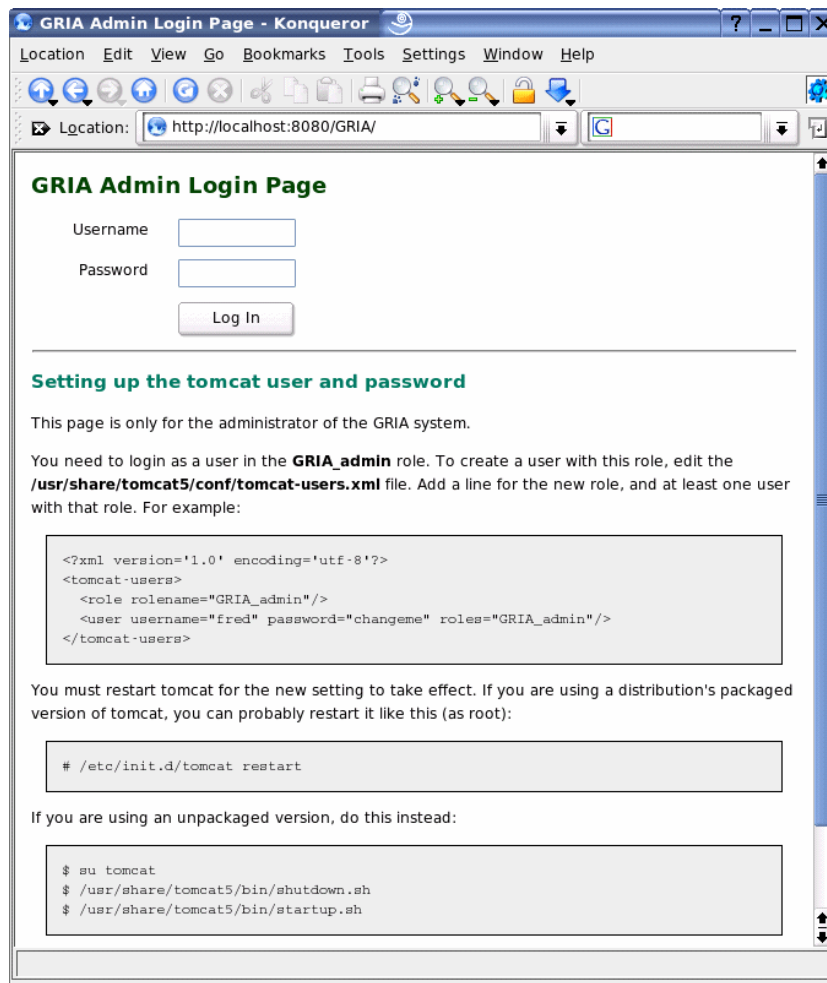 GRIA Admin Login Page - Konqueror
Location Edit View Go Bookmarks Tools Settings Window Help
Location: http://localhost:8080/GRIA/
GRIA Admin Login Page
Username
Password
Log In
Setting up the tomcat user and password
This page is only for the administrator of the GRIA system.
You need to login as a user in the GRIA_admin role. To create a user with this role, edit the
/usr/share/tomcat5/conf/tomcat-users.xml file. Add a line for the new role, and at least one user
with that role. For example:
<?xml version='1.0' encoding='utf-8'?>
<tomcat-users>
<role rolename="GRIA_admin"/>
<user username="fred" password="changeme" roles="GRIA_admin"/>
</tomcat-users>
You must restart tomcat for the new setting to take effect. If you are using a distribution's packaged
version of tomcat, you can probably restart it like this (as root):
# /etc/init.d/tomcat restart
If you are using an unpackaged version, do this instead:
$ su tomcat
$ /usr/share/tomcat5/bin/shutdown.sh
$ /usr/share/tomcat5/bin/startup.sh